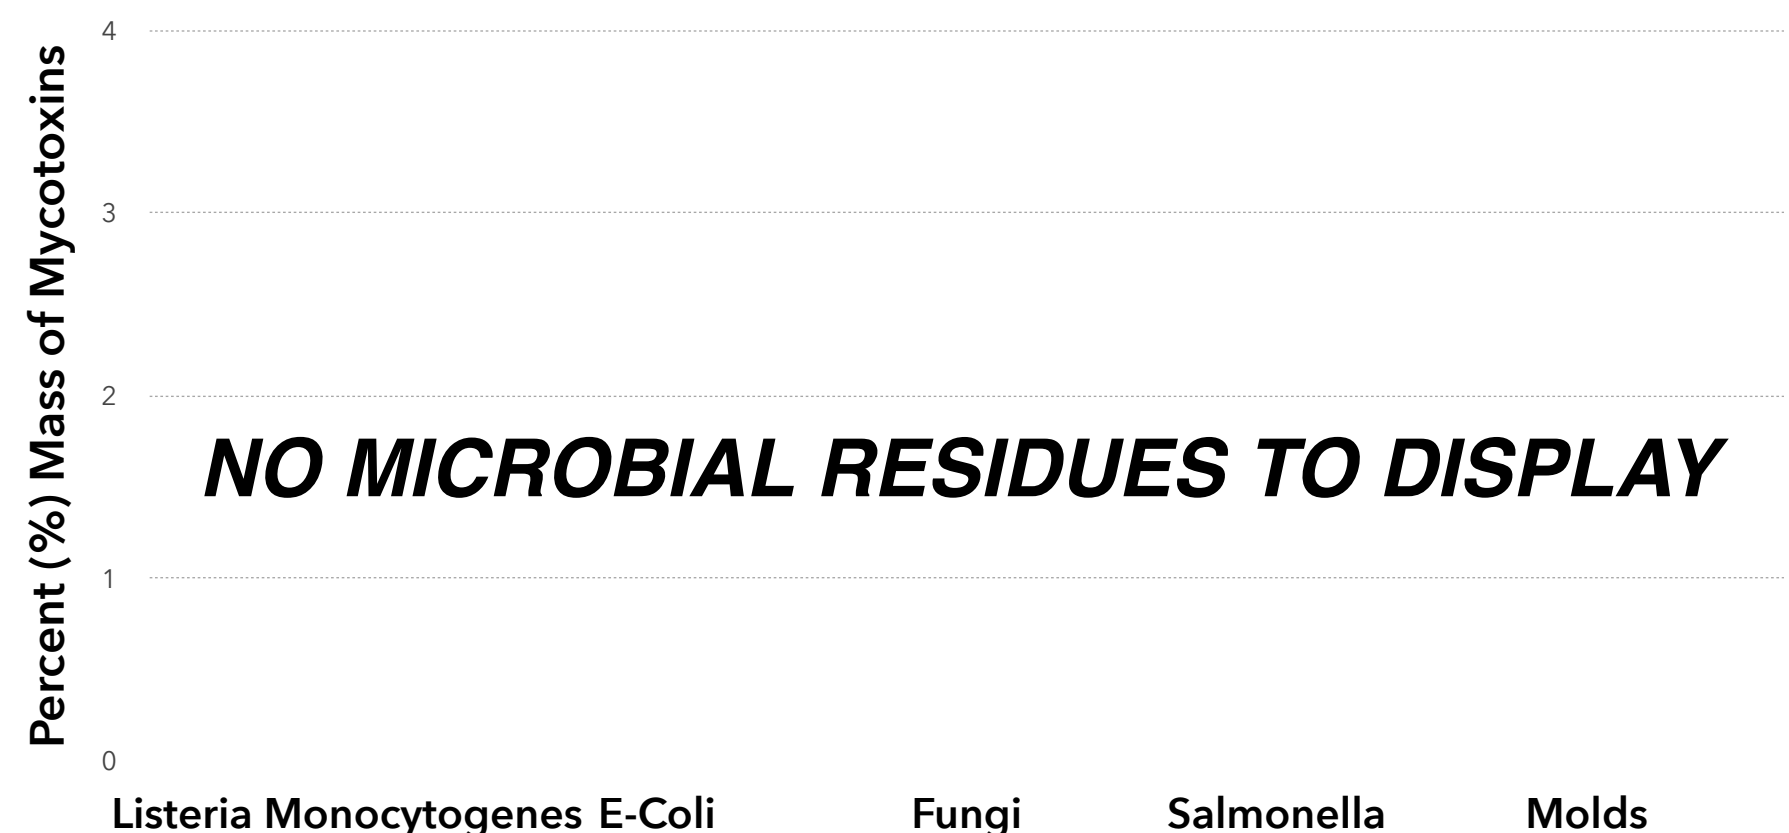 Percent (%) Mass of Mycotoxins
4
3
2
NO MICROBIAL RESIDUES TO DISPLAY
1
0
Listeria Monocytogenes E-Coli Fungi Salmonella Molds